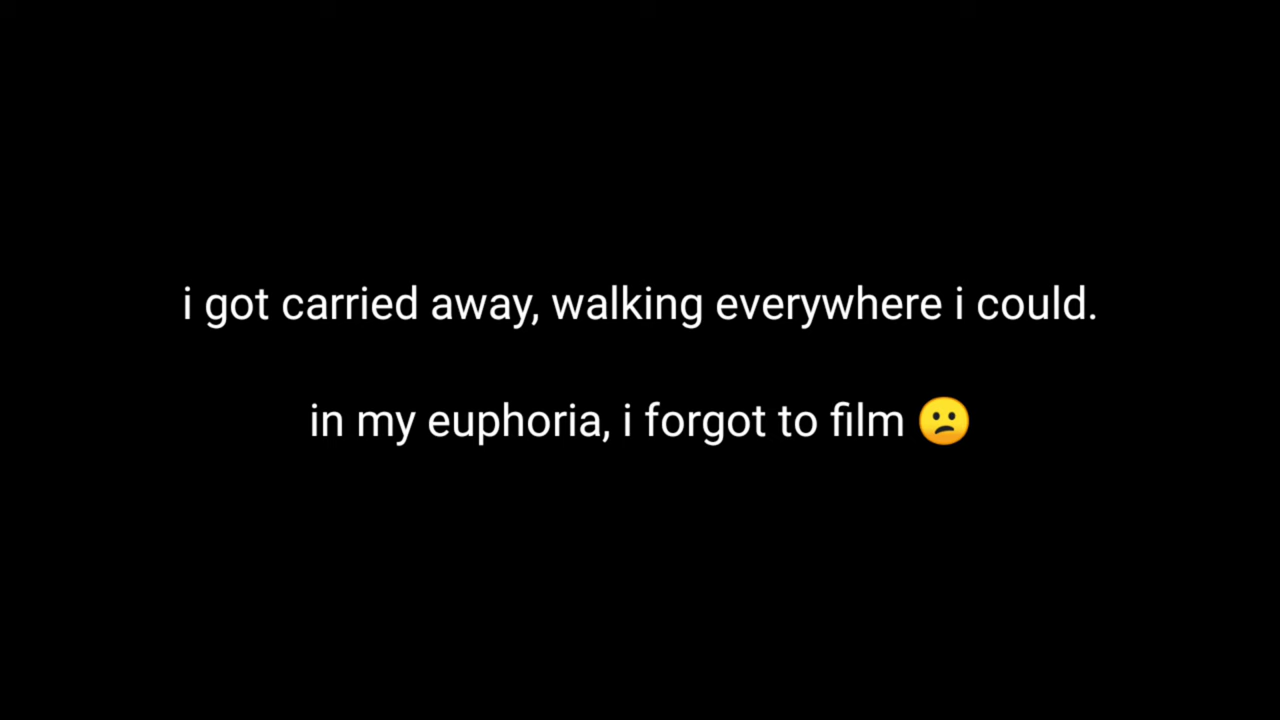 i got carried away, walking everywhere i could.
in my euphoria, i forgot to film 😕